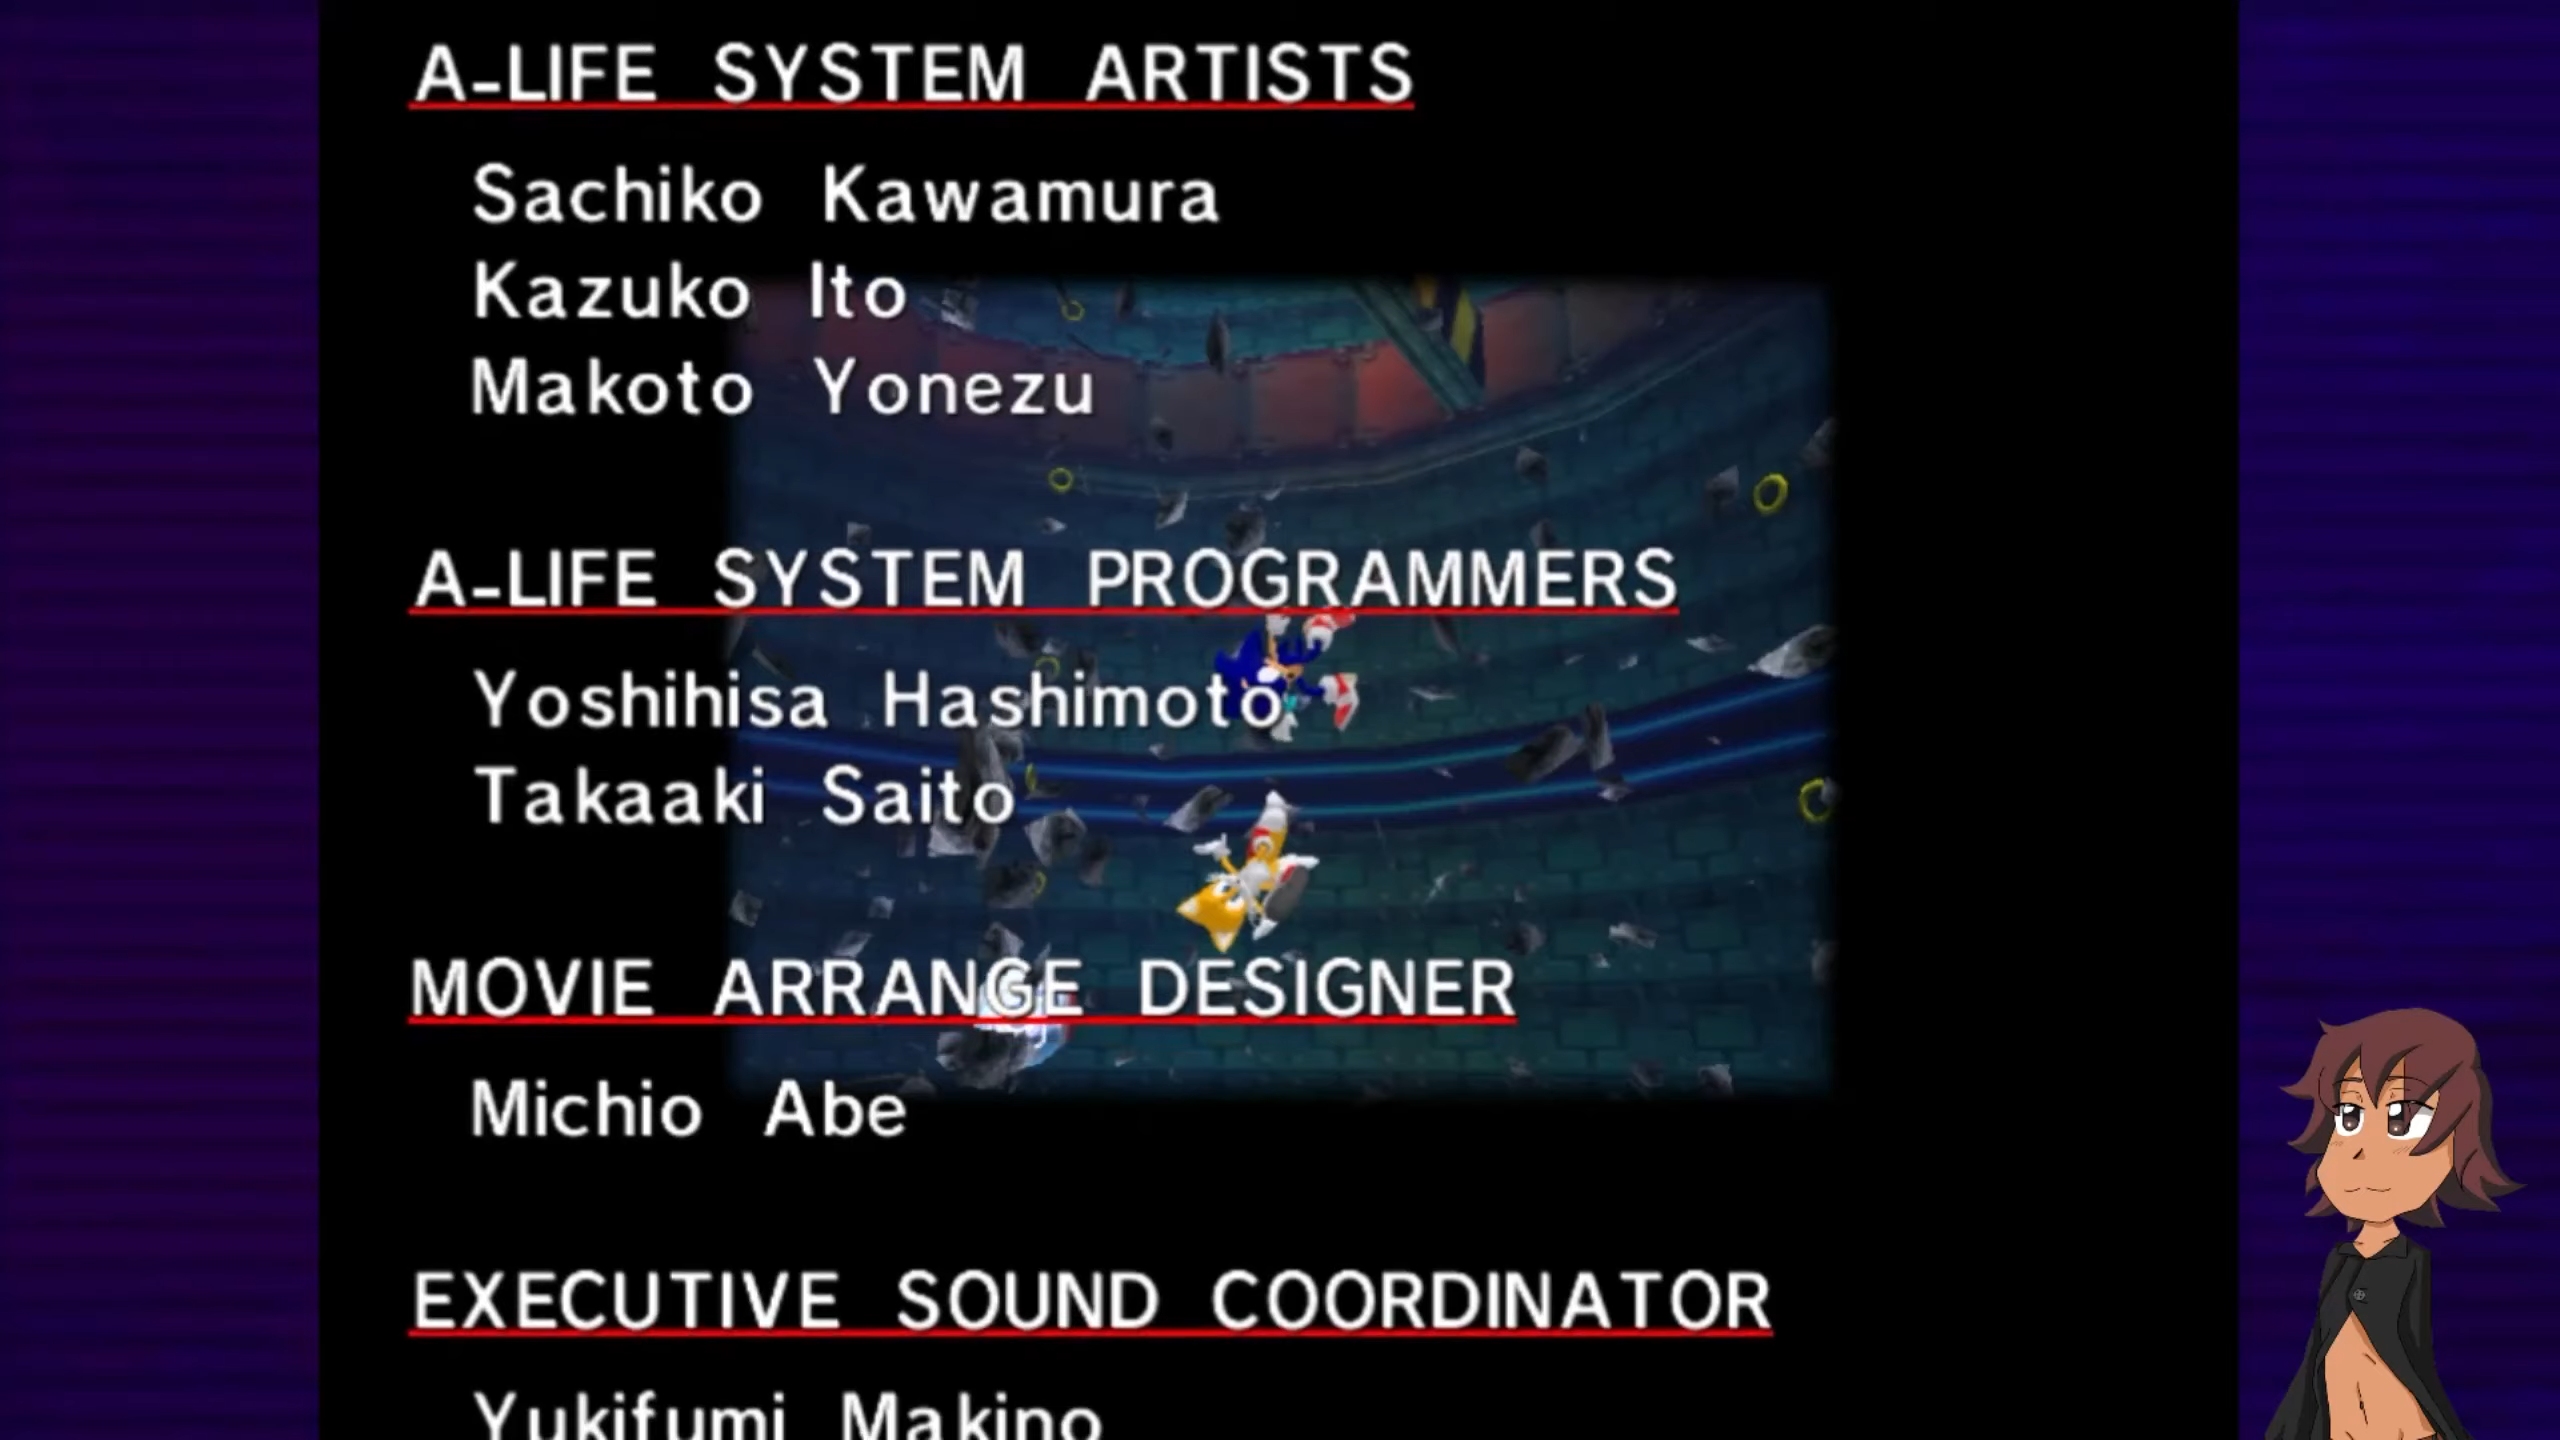 A-LIFE SYSTEM ARTISTS
Sachiko Kawamura
Kazuko Ito
Makoto Yonezu
A-LIFE SYSTEM PROGRAMMERS
Yoshihisa Hashimoto
Takaaki Saito
MOVIE ARRANGE DESIGNER
Michio Abe
EXECUTIVE SOUND COORDINATOR
Yukifumi Makino